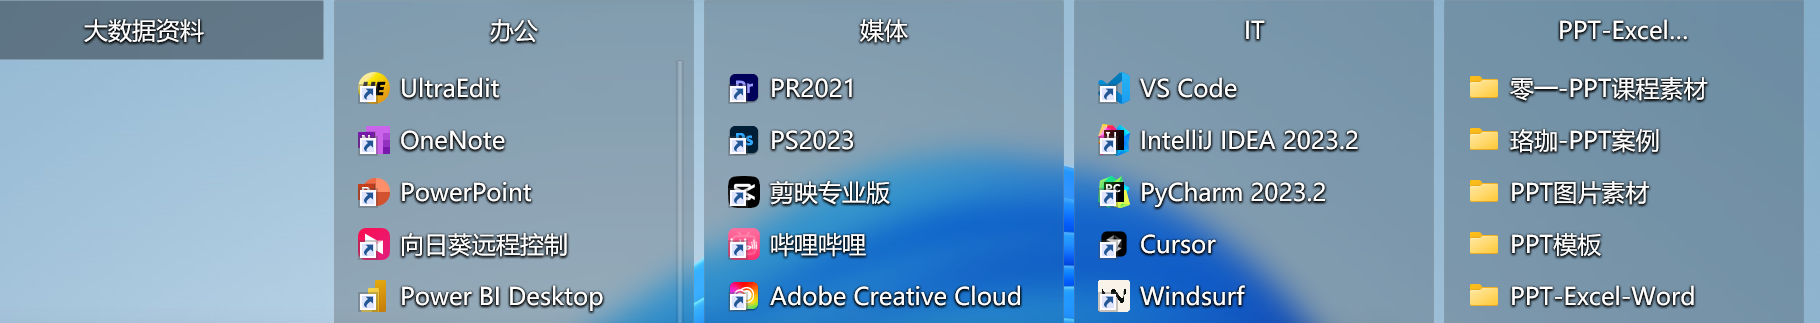 大数据资料
办公
UltraEdit
OneNote
PowerPoint
向日葵远程控制
Power BI Desktop
媒体
PR2021
PS2023
剪映专业版
哔哩哔哩
Adobe Creative Cloud
IT
VS Code
IntelliJ IDEA 2023.2
PyCharm 2023.2
Cursor
Windsurf
PPT-Excel...
零一-PPT课程素材
珞珈-PPT案例
PPT图片素材
PPT模板
PPT-Excel-Word